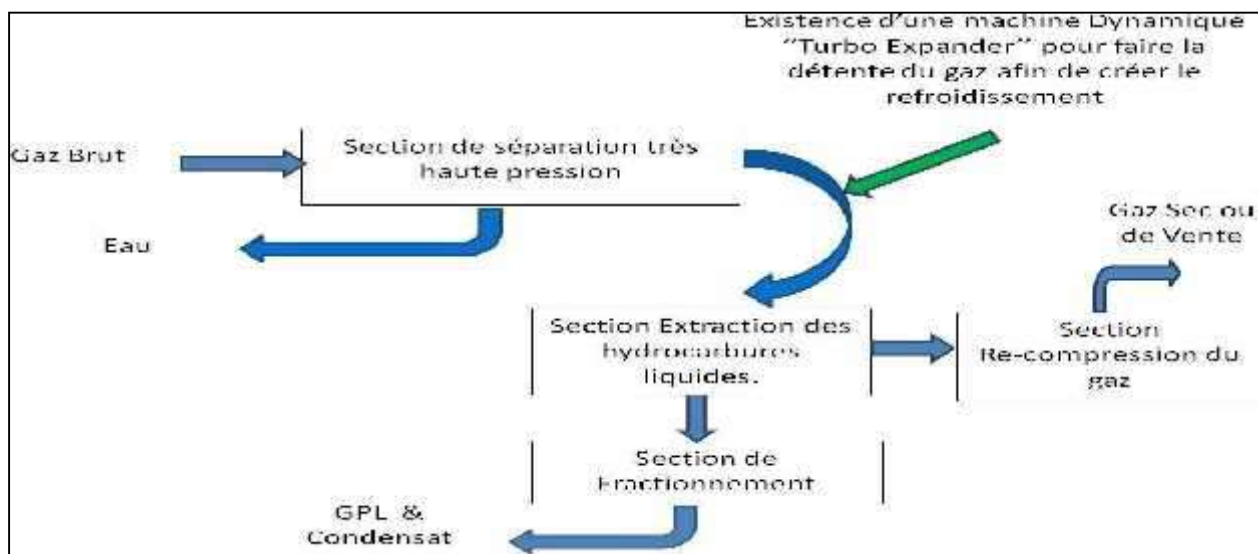 Existence d'une machine Dynamique
"Turbo Expander" pour faire la
détente du gaz afin de créer le
refroidissement
Gaz Brut
Section de séparation très
haute pression
Eau
Gaz Sec ou
de Vente
Section Extraction des
hydrocarbures
liquides.
Section
Re-compression du
gaz
Section de
Fractionnement
GPL &
Condensat